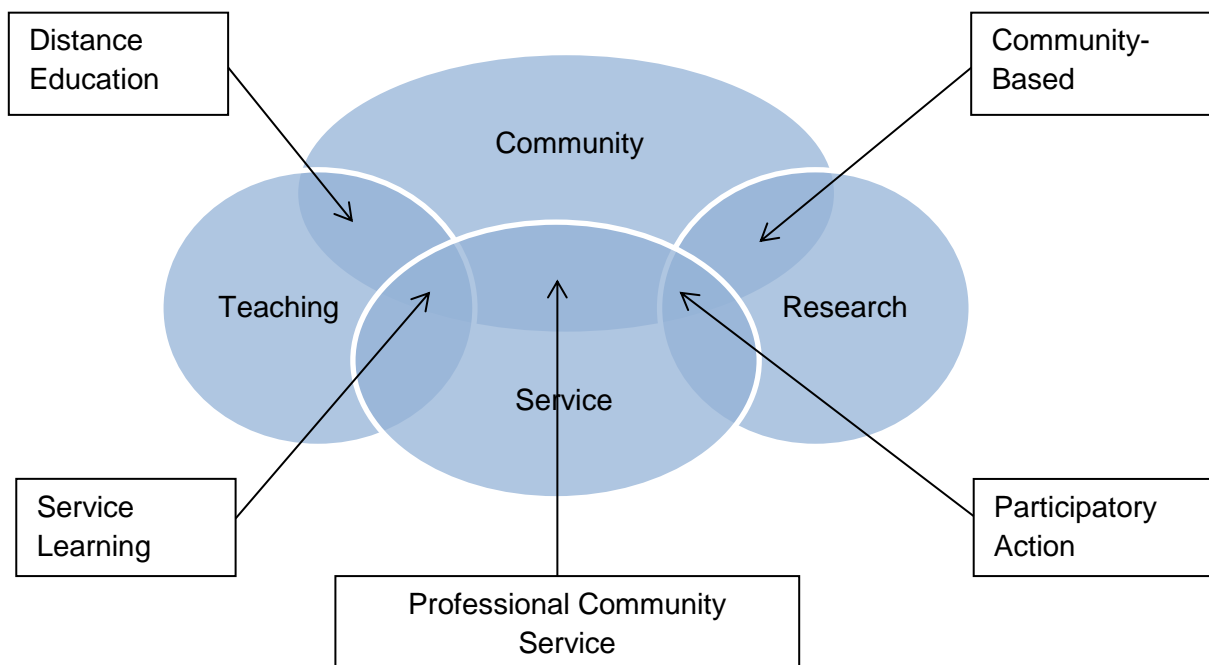 Distance
Education
Community-
Based
Community
Teaching
Research
Service
Service
Learning
Participatory
Action
Professional Community
Service